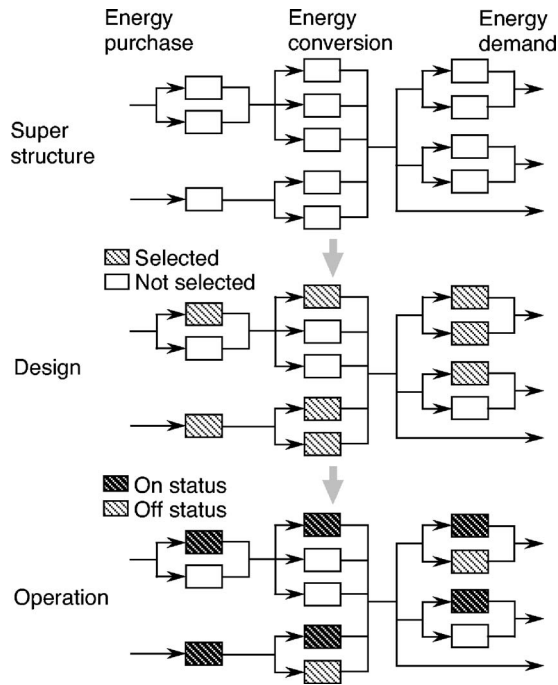 Energy purchase
Energy conversion
Energy demand
Super structure
Selected
Not selected
Design
On status
Off status
Operation